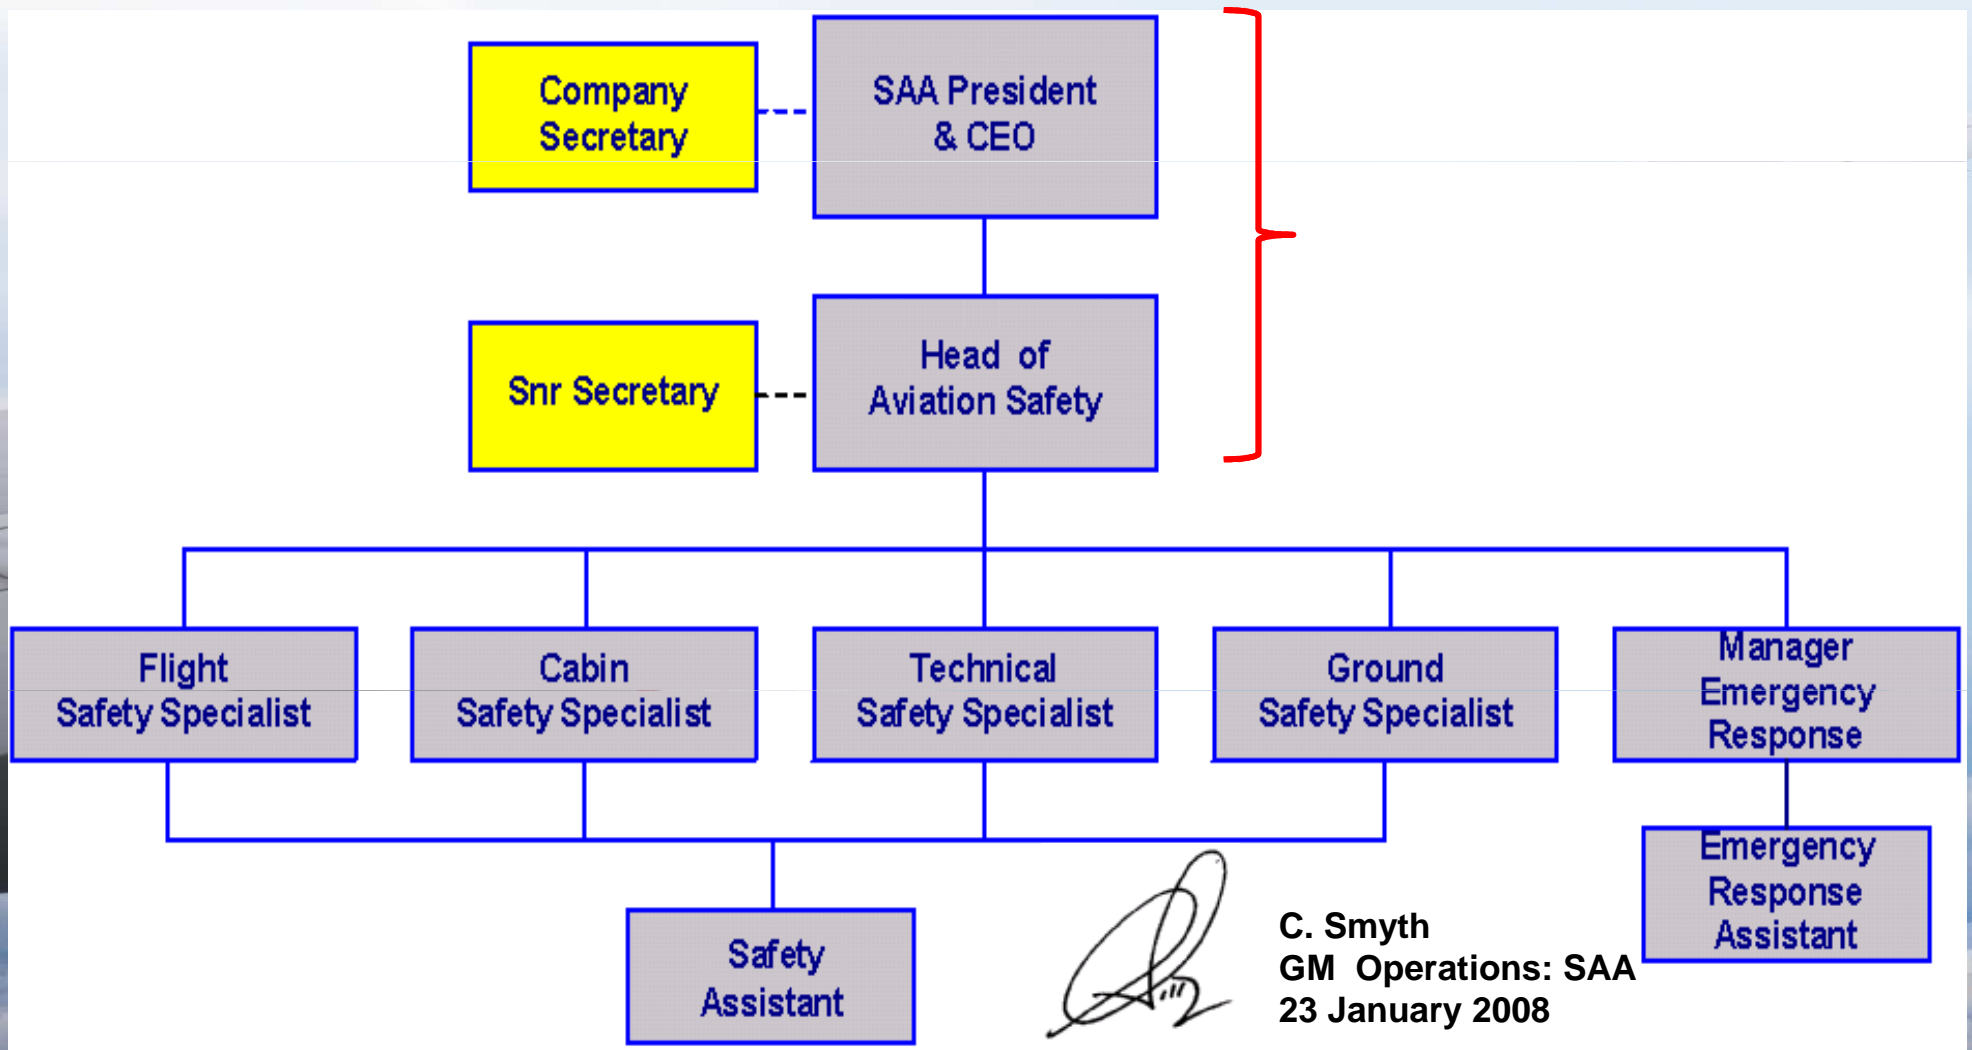 Company
Secretary
SAA President
& CEO
Snr Secretary
Head of
Aviation Safety
Flight
Safety Specialist
Cabin
Safety Specialist
Technical
Safety Specialist
Ground
Safety Specialist
Manager
Emergency
Response
Emergency
Response
Assistant
Safety
Assistant
C. Smyth
GM Operations: SAA
23 January 2008